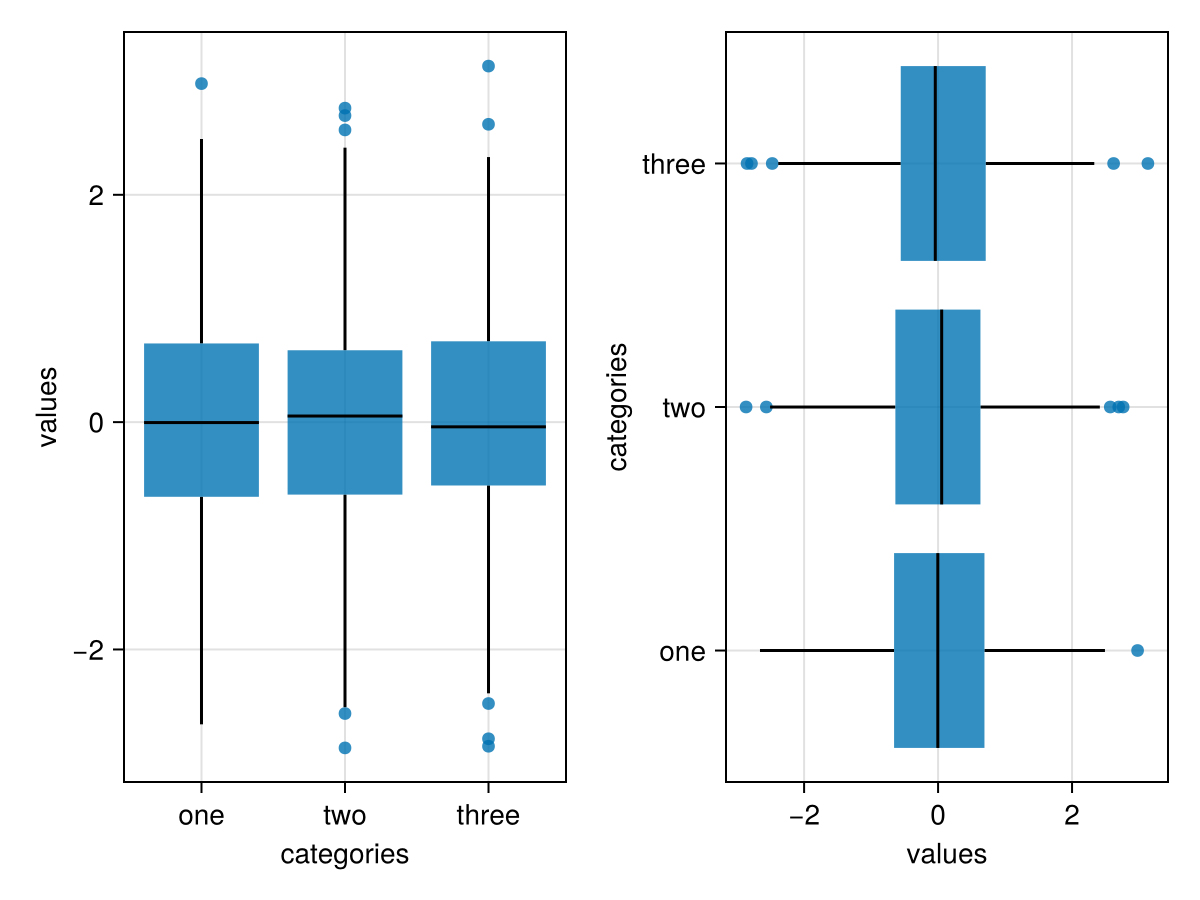 values
2
0
−2
one two three
categories
categories
three
two
one
−2 0 2
values